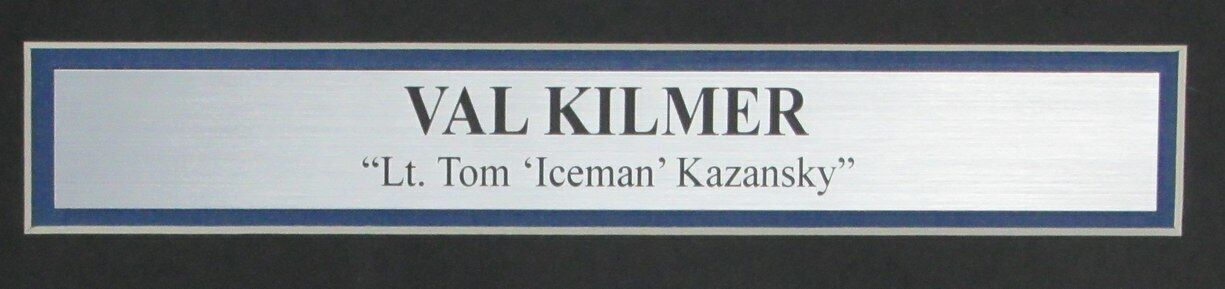 VAL KILMER
“Lt. Tom ‘Iceman’ Kazansky”